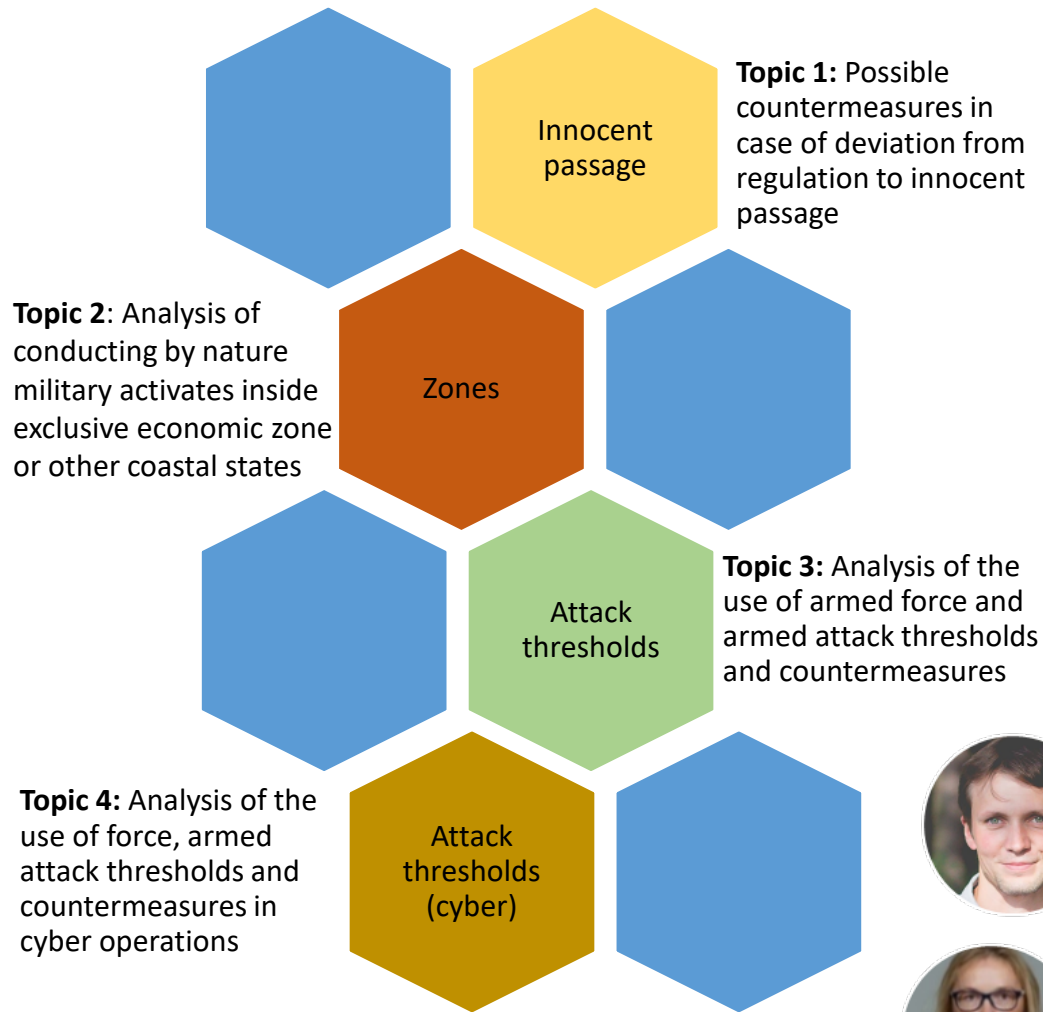 Innocent
passage
Topic 1: Possible
countermeasures in
case of deviation from
regulation to innocent
passage
Topic 2: Analysis of
conducting by nature
military activates inside
exclusive economic zone
or other coastal states
Zones
Attack
thresholds
Topic 3: Analysis of the
use of armed force and
armed attack thresholds
and countermeasures
Topic 4: Analysis of the
use of force, armed
attack thresholds and
countermeasures in
cyber operations
Attack
thresholds
(cyber)